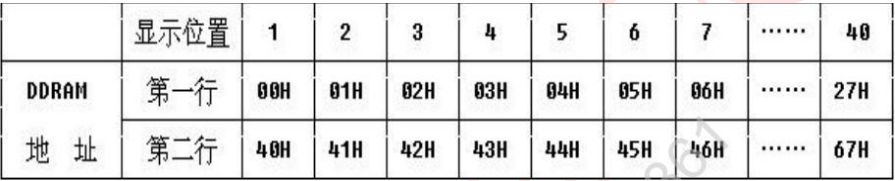 显示位置 1 2 3 4 5 6 7 …… 40
DDRAM 第一行 00H 01H 02H 03H 04H 05H 06H …… 27H
地 址 第二行 40H 41H 42H 43H 44H 45H 46H …… 67H
361